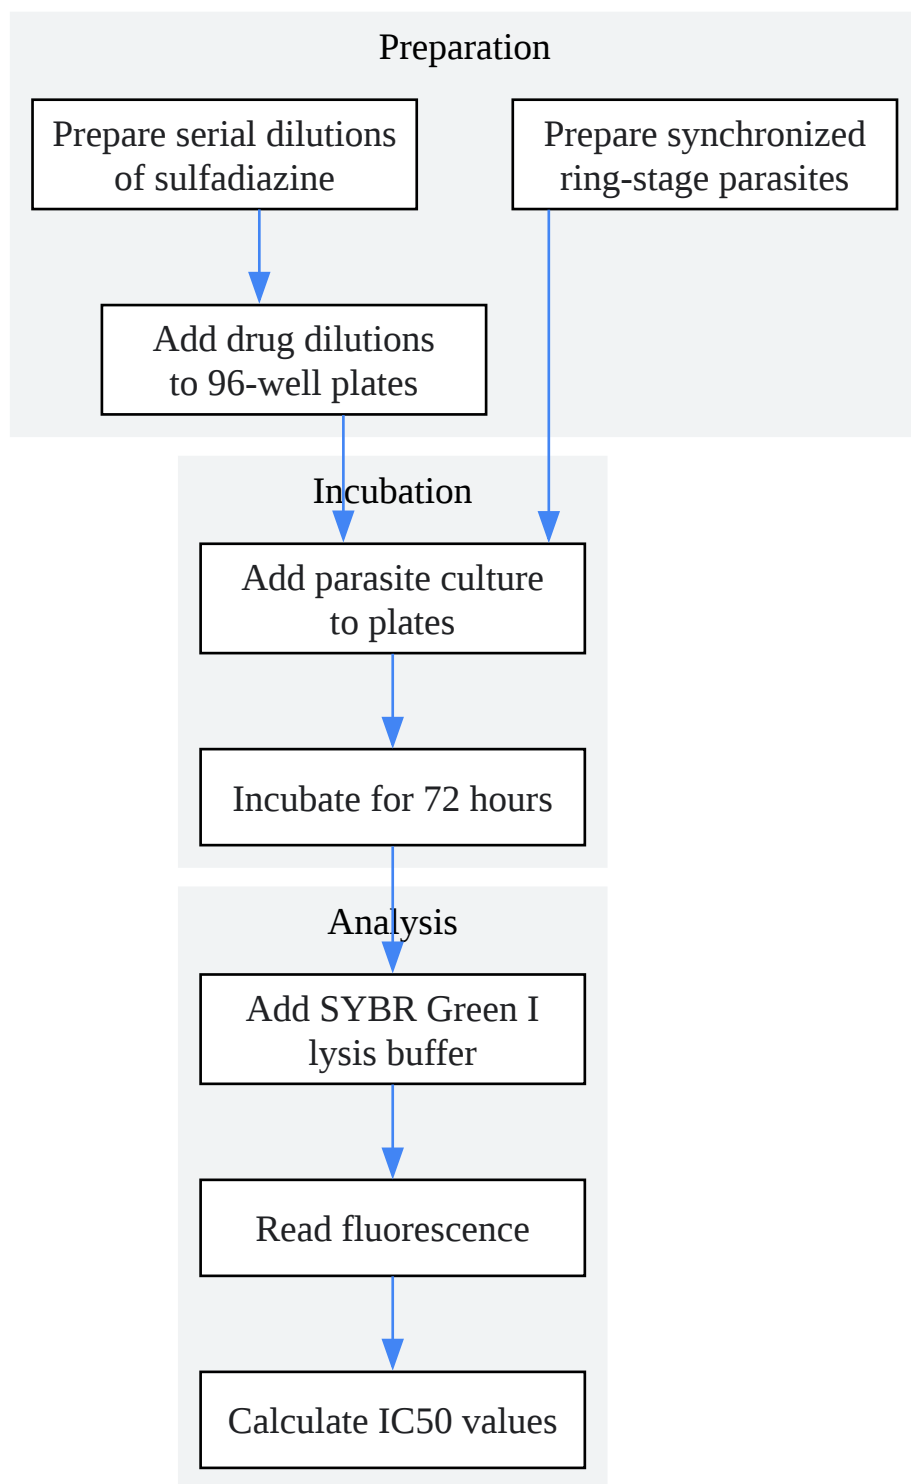 Preparation
Prepare serial dilutions
of sulfadiazine
Prepare synchronized
ring-stage parasites
Add drug dilutions
to 96-well plates
Incubation
Add parasite culture
to plates
Incubate for 72 hours
Analysis
Add SYBR Green I
lysis buffer
Read fluorescence
Calculate IC50 values